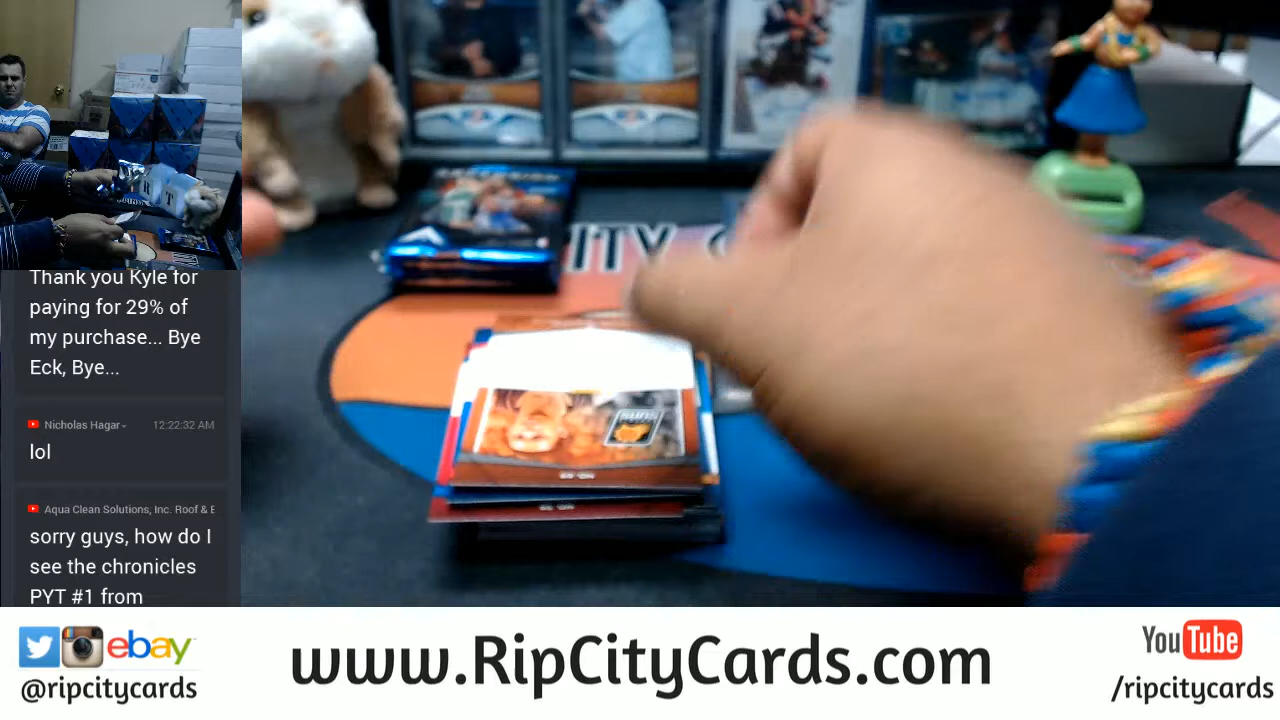 Thank you Kyle for
paying for 29% of
my purchase... Bye
Eck, Bye...
Nicholas Hagar
12:22:32 AM
lol
Aqua Clean Solutions, Inc. Roof & E
sorry guys, how do I
see the chronicles
PYT #1 from
ITY C
SUNS
ebay
@ripcitycards
www.RipCityCards.com
YouTube
/ripcitycards